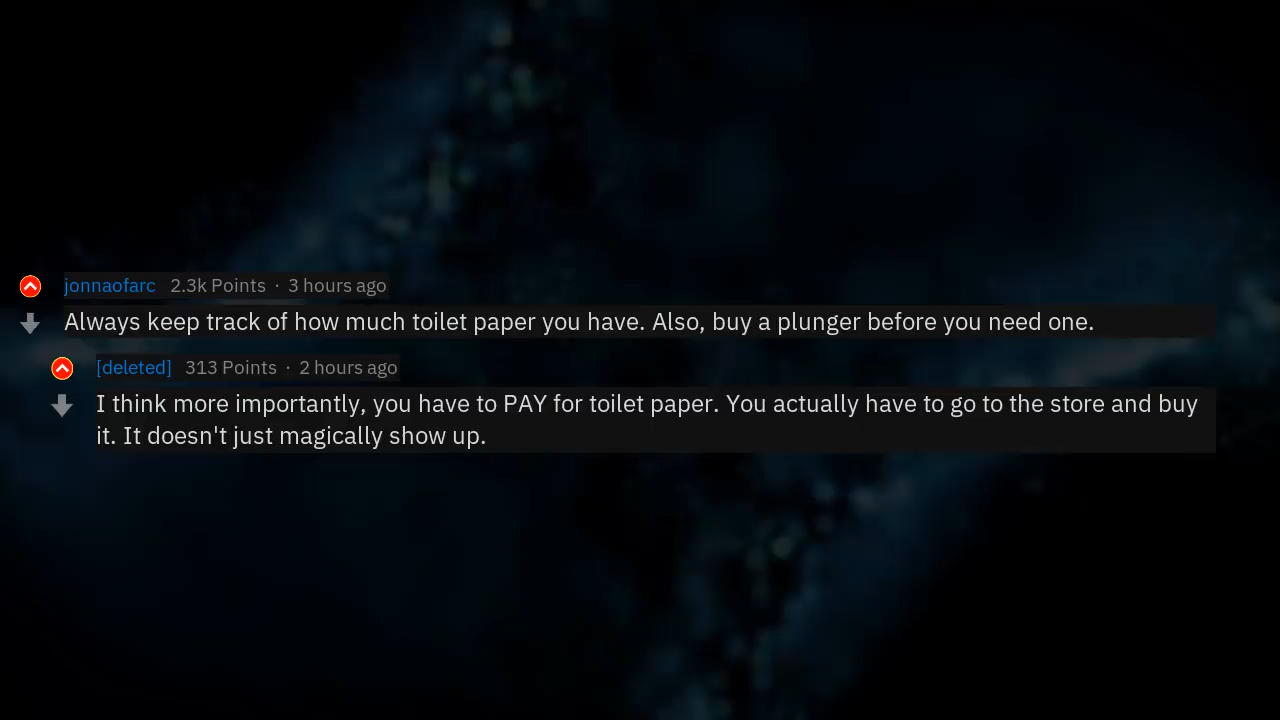 jonnaofarc 2.3k Points · 3 hours ago
Always keep track of how much toilet paper you have. Also, buy a plunger before you need one.
[deleted] 313 Points · 2 hours ago
I think more importantly, you have to PAY for toilet paper. You actually have to go to the store and buy
it. It doesn't just magically show up.